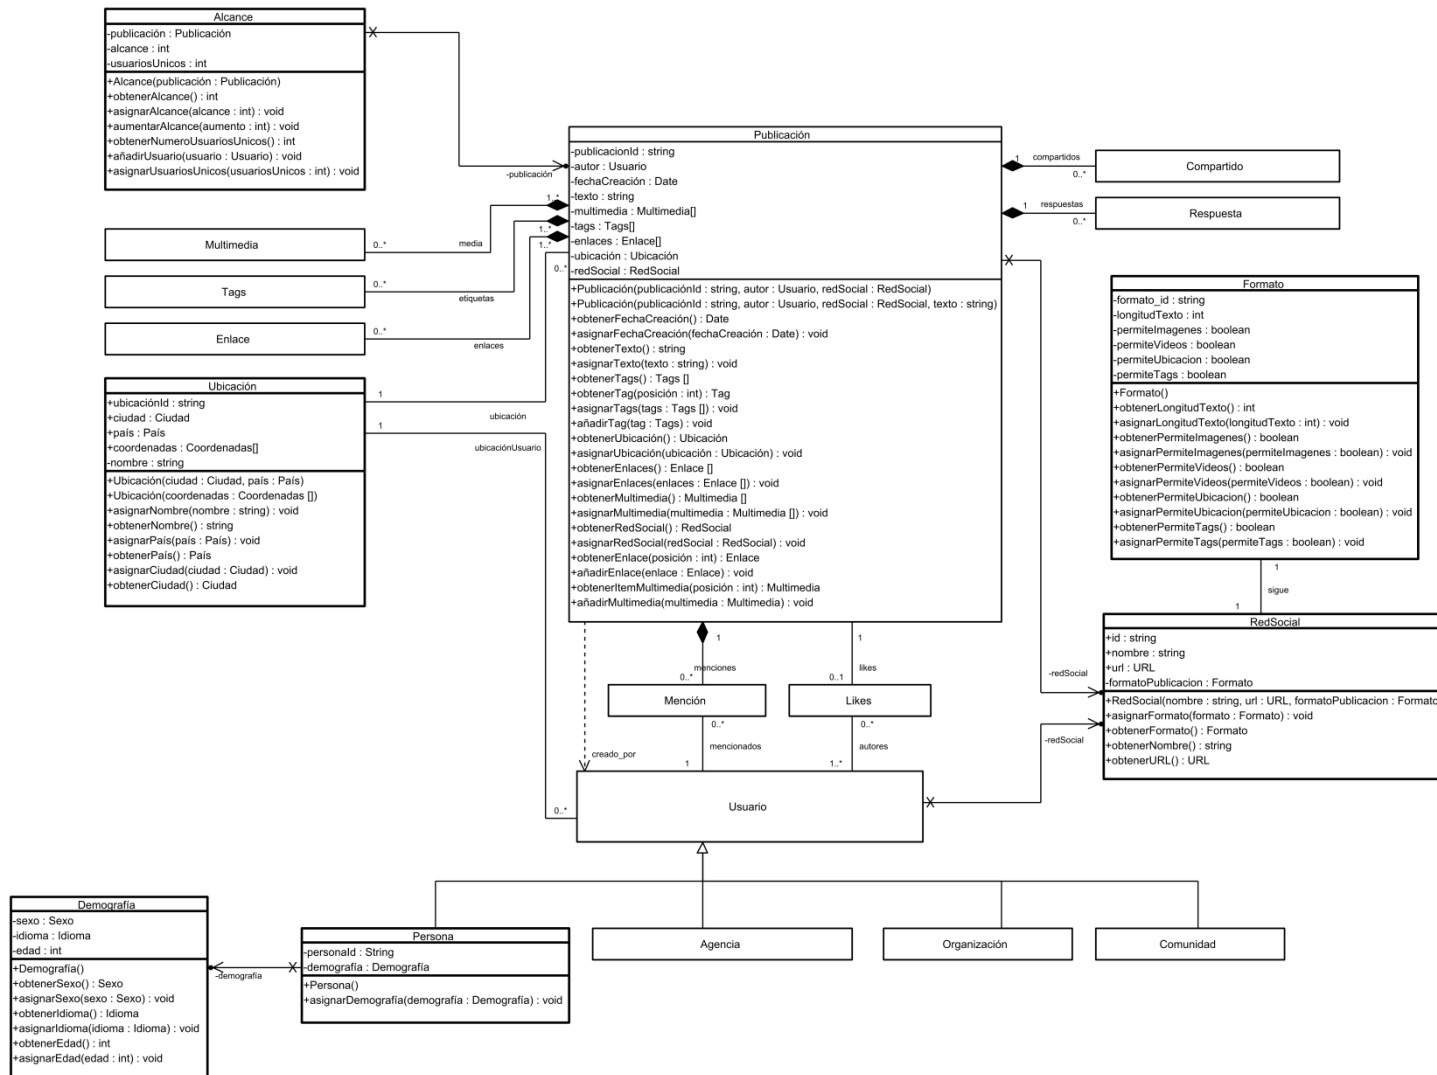 Alcance
-publicación : Publicación
-alcance : int
-usuariosUnicos : int
+Alcance(publicación : Publicación)
+obtenerAlcance() : int
+asignarAlcance(alcance : int) : void
+aumentarAlcance(aumento : int) : void
+obtenerNumeroUsuariosUnicos() : int
+añadirUsuario(usuario : Usuario) : void
+asignarUsuariosUnicos(usuariosUnicos : int) : void
-publicación
Multimedia
0..*
media
1..*
Tags
0..*
etiquetas
1..*
Enlace
0..*
enlaces
1..*
Ubicación
+ubicaciónId : string
+ciudad : Ciudad
+país : País
+coordenadas : Coordenadas[]
-nombre : string
+Ubicación(ciudad : Ciudad, país : País)
+Ubicación(coordenadas : Coordenadas [])
+asignarNombre(nombre : string) : void
+obtenerNombre() : string
+asignarPaís(país : País) : void
+obtenerPaís() : País
+asignarCiudad(ciudad : Ciudad) : void
+obtenerCiudad() : Ciudad
1
ubicación
0..*
1
ubicaciónUsuario
0..*
Publicación
-publicacionId : string
-autor : Usuario
-fechaCreación : Date
-texto : string
-multimedia : Multimedia[]
-tags : Tags[]
-enlaces : Enlace[]
-ubicación : Ubicación
-redSocial : RedSocial
+Publicación(publicaciónId : string, autor : Usuario, redSocial : RedSocial)
+Publicación(publicaciónId : string, autor : Usuario, redSocial : RedSocial, texto : string)
+obtenerFechaCreación() : Date
+asignarFechaCreación(fechaCreación : Date) : void
+obtenerTexto() : string
+asignarTexto(texto : string) : void
+obtenerTags() : Tags []
+obtenerTag(posición : int) : Tag
+asignarTags(tags : Tags []) : void
+añadirTag(tag : Tags) : void
+obtenerUbicación() : Ubicación
+asignarUbicación(ubicación : Ubicación) : void
+obtenerEnlaces() : Enlace []
+asignarEnlaces(enlaces : Enlace []) : void
+obtenerMultimedia() : Multimedia []
+asignarMultimedia(multimedia : Multimedia []) : void
+obtenerRedSocial() : RedSocial
+asignarRedSocial(redSocial : RedSocial) : void
+obtenerEnlace(posición : int) : Enlace
+añadirEnlace(enlace : Enlace) : void
+obtenerItemMultimedia(posición : int) : Multimedia
+añadirMultimedia(multimedia : Multimedia) : void
1
compartidos
0..*
Compartido
1
respuestas
0..*
Respuesta
Formato
-formato_id : string
-longitudTexto : int
-permiteImagenes : boolean
-permiteVideos : boolean
-permiteUbicacion : boolean
-permiteTags : boolean
+Formato()
+obtenerLongitudTexto() : int
+asignarLongitudTexto(longitudTexto : int) : void
+obtenerPermiteImagenes() : boolean
+asignarPermiteImagenes(permiteImagenes : boolean) : void
+obtenerPermiteVideos() : boolean
+asignarPermiteVideos(permiteVideos : boolean) : void
+obtenerPermiteUbicacion() : boolean
+asignarPermiteUbicacion(permiteUbicacion : boolean) : void
+obtenerPermiteTags() : boolean
+asignarPermiteTags(permiteTags : boolean) : void
1
sigue
1
RedSocial
+id : string
+nombre : string
+url : URL
-formatoPublicacion : Formato
+RedSocial(nombre : string, url : URL, formatoPublicacion : Formato
+asignarFormato(formato : Formato) : void
+obtenerFormato() : Formato
+obtenerNombre() : string
+obtenerURL() : URL
-redSocial
-redSocial
1
menciones
0..*
Mención
0..*
mencionados
1
1
likes
0..1
Likes
0..*
autores
1..*
creado_por
Usuario
Demografía
-sexo : Sexo
-idioma : Idioma
-edad : int
+Demografía()
+obtenerSexo() : Sexo
+asignarSexo(sexo : Sexo) : void
+obtenerIdioma() : Idioma
+asignarIdioma(idioma : Idioma) : void
+obtenerEdad() : int
+asignarEdad(edad : int) : void
-demografía
Persona
-personaId : String
-demografía : Demografía
+Persona()
+asignarDemografía(demografía : Demografía) : void
Agencia
Organización
Comunidad